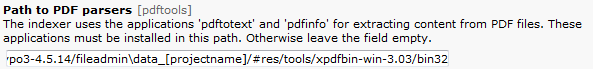 Path to PDF parsers [pdftools]
The indexer uses the applications 'pdftotext' and 'pdfinfo' for extracting content from PDF files. These
applications must be installed in this path. Otherwise leave the field empty.
/po3-4.5.14/fileadmin\data_[projectname]/#res/tools/xpdfbin-win-3.03/bin32